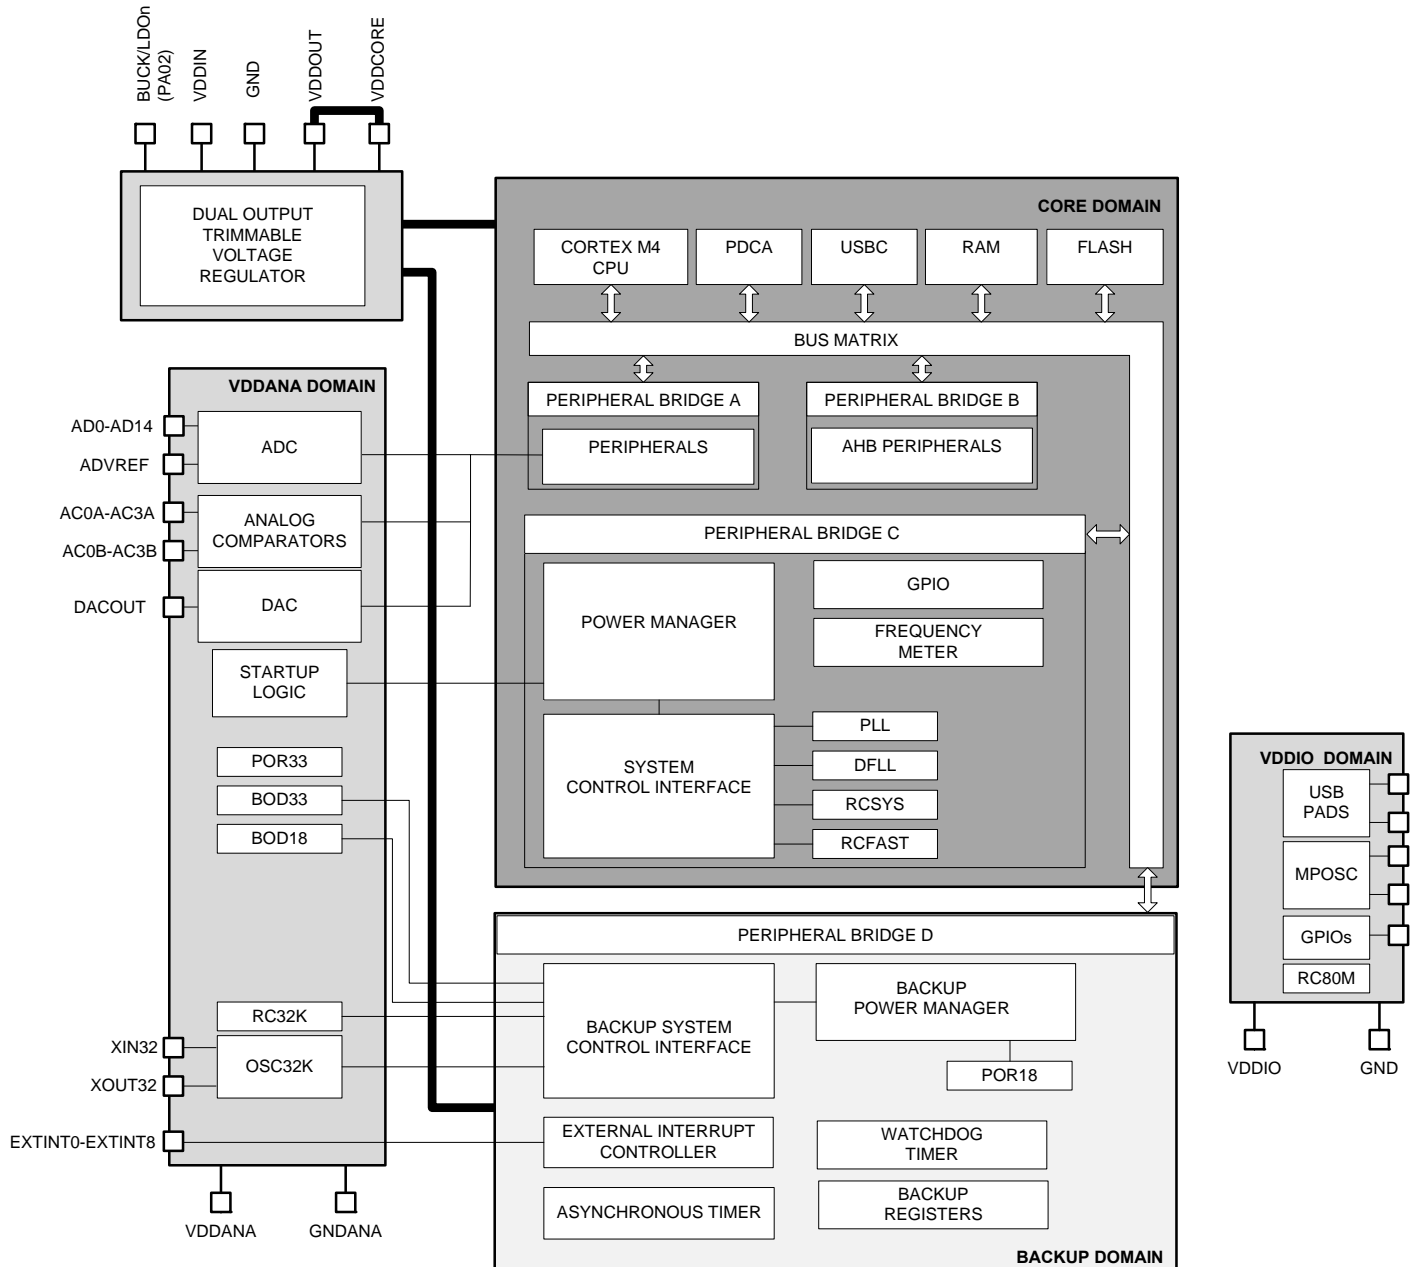 BUCK/LDOn
(PA02)
VDDIN
GND
VDDOUT
VDDCORE
DUAL OUTPUT
TRIMMABLE
VOLTAGE
REGULATOR
CORE DOMAIN
CORTEX M4
CPU
PDCA
USBC
RAM
FLASH
BUS MATRIX
PERIPHERAL BRIDGE A
PERIPHERALS
PERIPHERAL BRIDGE B
AHB PERIPHERALS
PERIPHERAL BRIDGE C
POWER MANAGER
GPIO
FREQUENCY
METER
SYSTEM
CONTROL INTERFACE
PLL
DFLL
RCSYS
RCFAST
VDDANA DOMAIN
AD0-AD14
ADVREF
ADC
AC0A-AC3A
AC0B-AC3B
ANALOG
COMPARATORS
DACOUT
DAC
STARTUP
LOGIC
POR33
BOD33
BOD18
RC32K
XIN32
XOUT32
OSC32K
EXTINT0-EXTINT8
VDDANA
GNDANA
PERIPHERAL BRIDGE D
BACKUP SYSTEM
CONTROL INTERFACE
BACKUP
POWER MANAGER
POR18
EXTERNAL INTERRUPT
CONTROLLER
WATCHDOG
TIMER
ASYNCHRONOUS TIMER
BACKUP
REGISTERS
BACKUP DOMAIN
VDDIO DOMAIN
USB
PADS
MPOSC
GPIOs
RC80M
VDDIO
GND